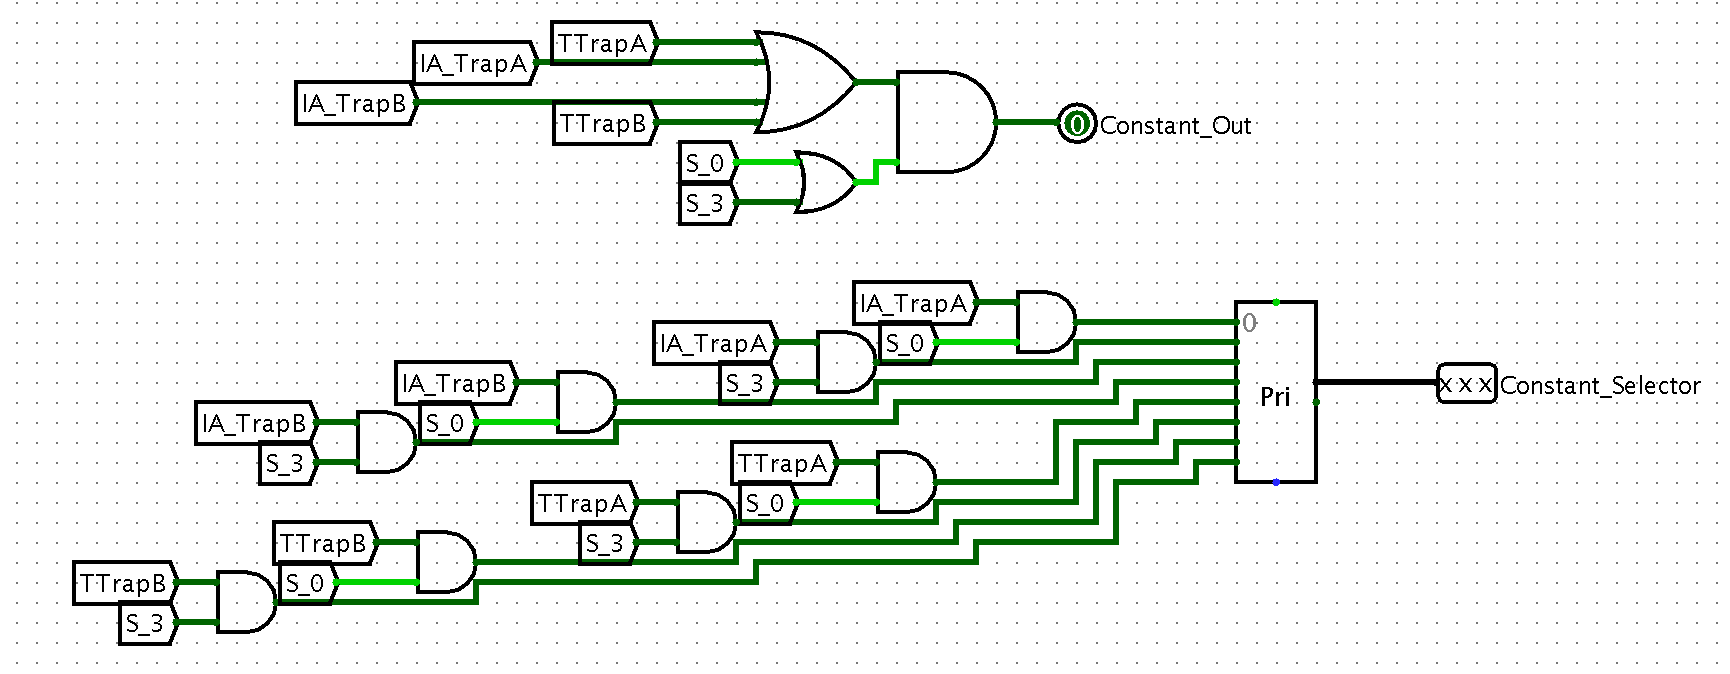 TTrapA
IA_TrapA
IA_TrapB
TTrapB
0 Constant_Out
S_0
S_3
IA_TrapA
S_0
0
IA_TrapA
S_3
IA_TrapB
S_0
Pri
x x x Constant_Selector
IA_TrapB
S_3
TTrapA
S_0
TTrapA
S_3
TTrapB
S_0
TTrapB
S_3